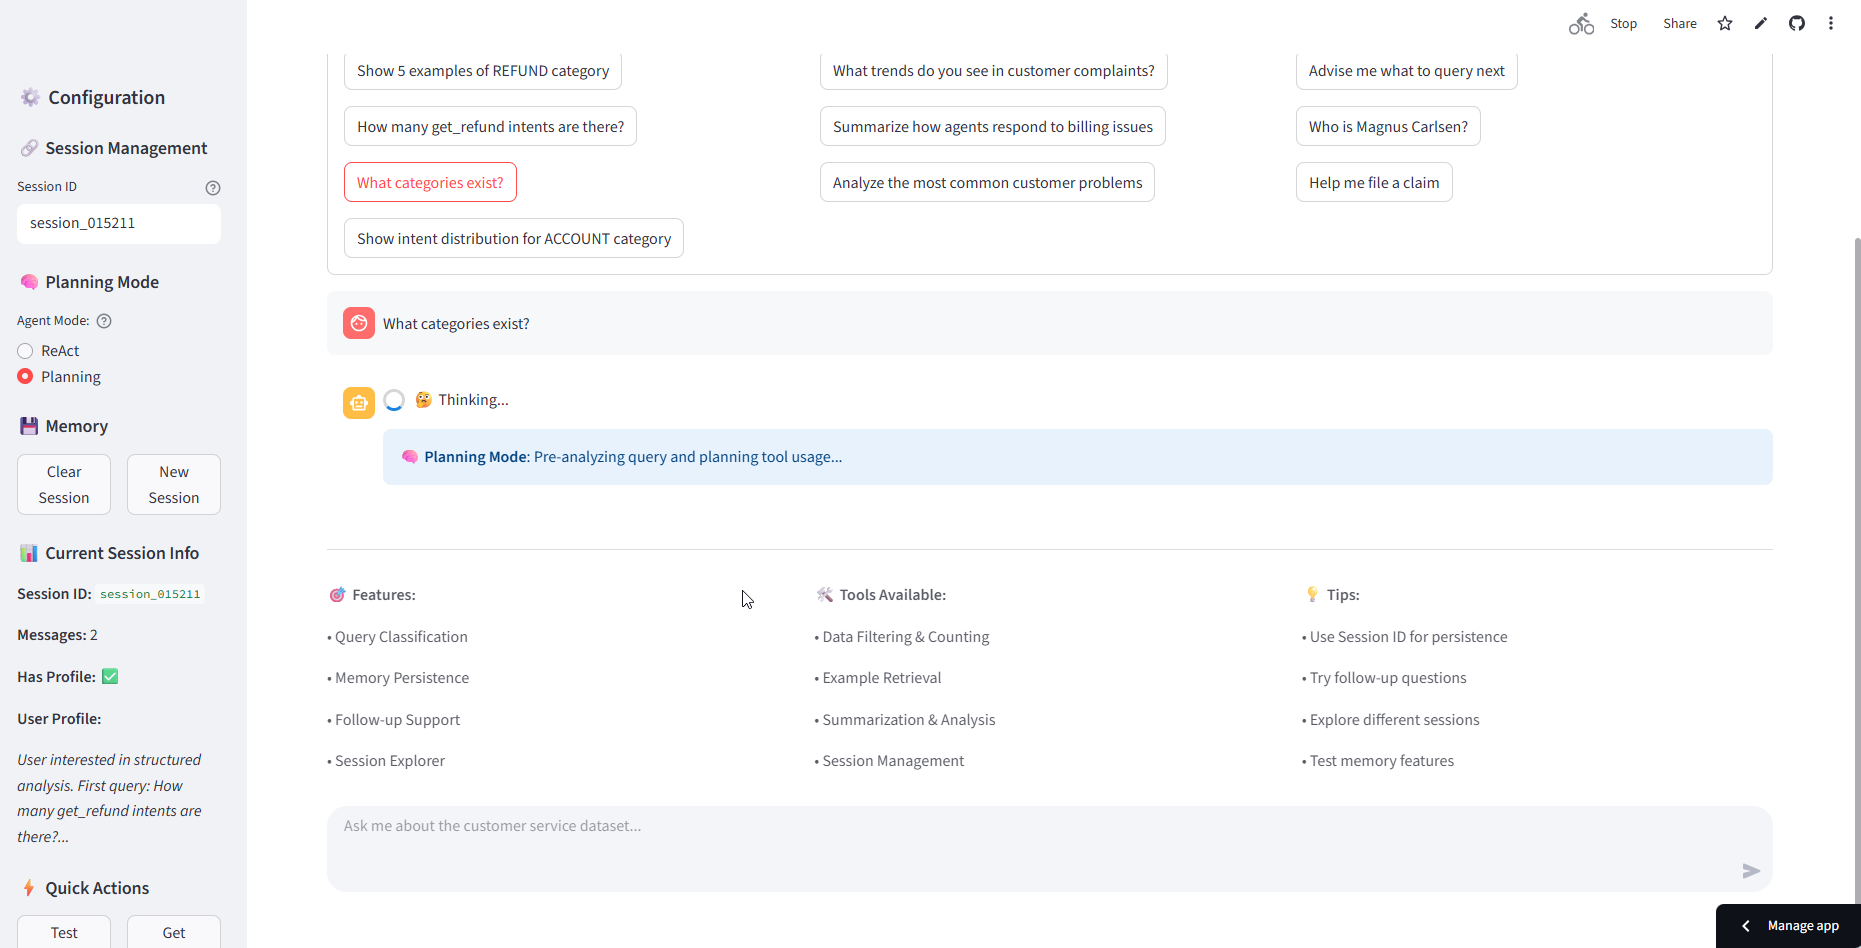 Stop
Share
Configuration
Session Management
Session ID
session_015211
Planning Mode
Agent Mode:
ReAct
Planning
Memory
Clear
Session
New
Session
Current Session Info
Session ID: session_015211
Messages: 2
Has Profile: ✅
User Profile:
User interested in structured
analysis. First query: How
many get_refund intents are
there?...
Quick Actions
Test
Get
Show 5 examples of REFUND category
How many get_refund intents are there?
What categories exist?
Show intent distribution for ACCOUNT category
What trends do you see in customer complaints?
Summarize how agents respond to billing issues
Analyze the most common customer problems
Advise me what to query next
Who is Magnus Carlsen?
Help me file a claim
What categories exist?
🤔 Thinking...
🧠 Planning Mode: Pre-analyzing query and planning tool usage...
🎯 Features:
• Query Classification
• Memory Persistence
• Follow-up Support
• Session Explorer
🛠️ Tools Available:
• Data Filtering & Counting
• Example Retrieval
• Summarization & Analysis
• Session Management
💡 Tips:
• Use Session ID for persistence
• Try follow-up questions
• Explore different sessions
• Test memory features
Ask me about the customer service dataset...
Manage app